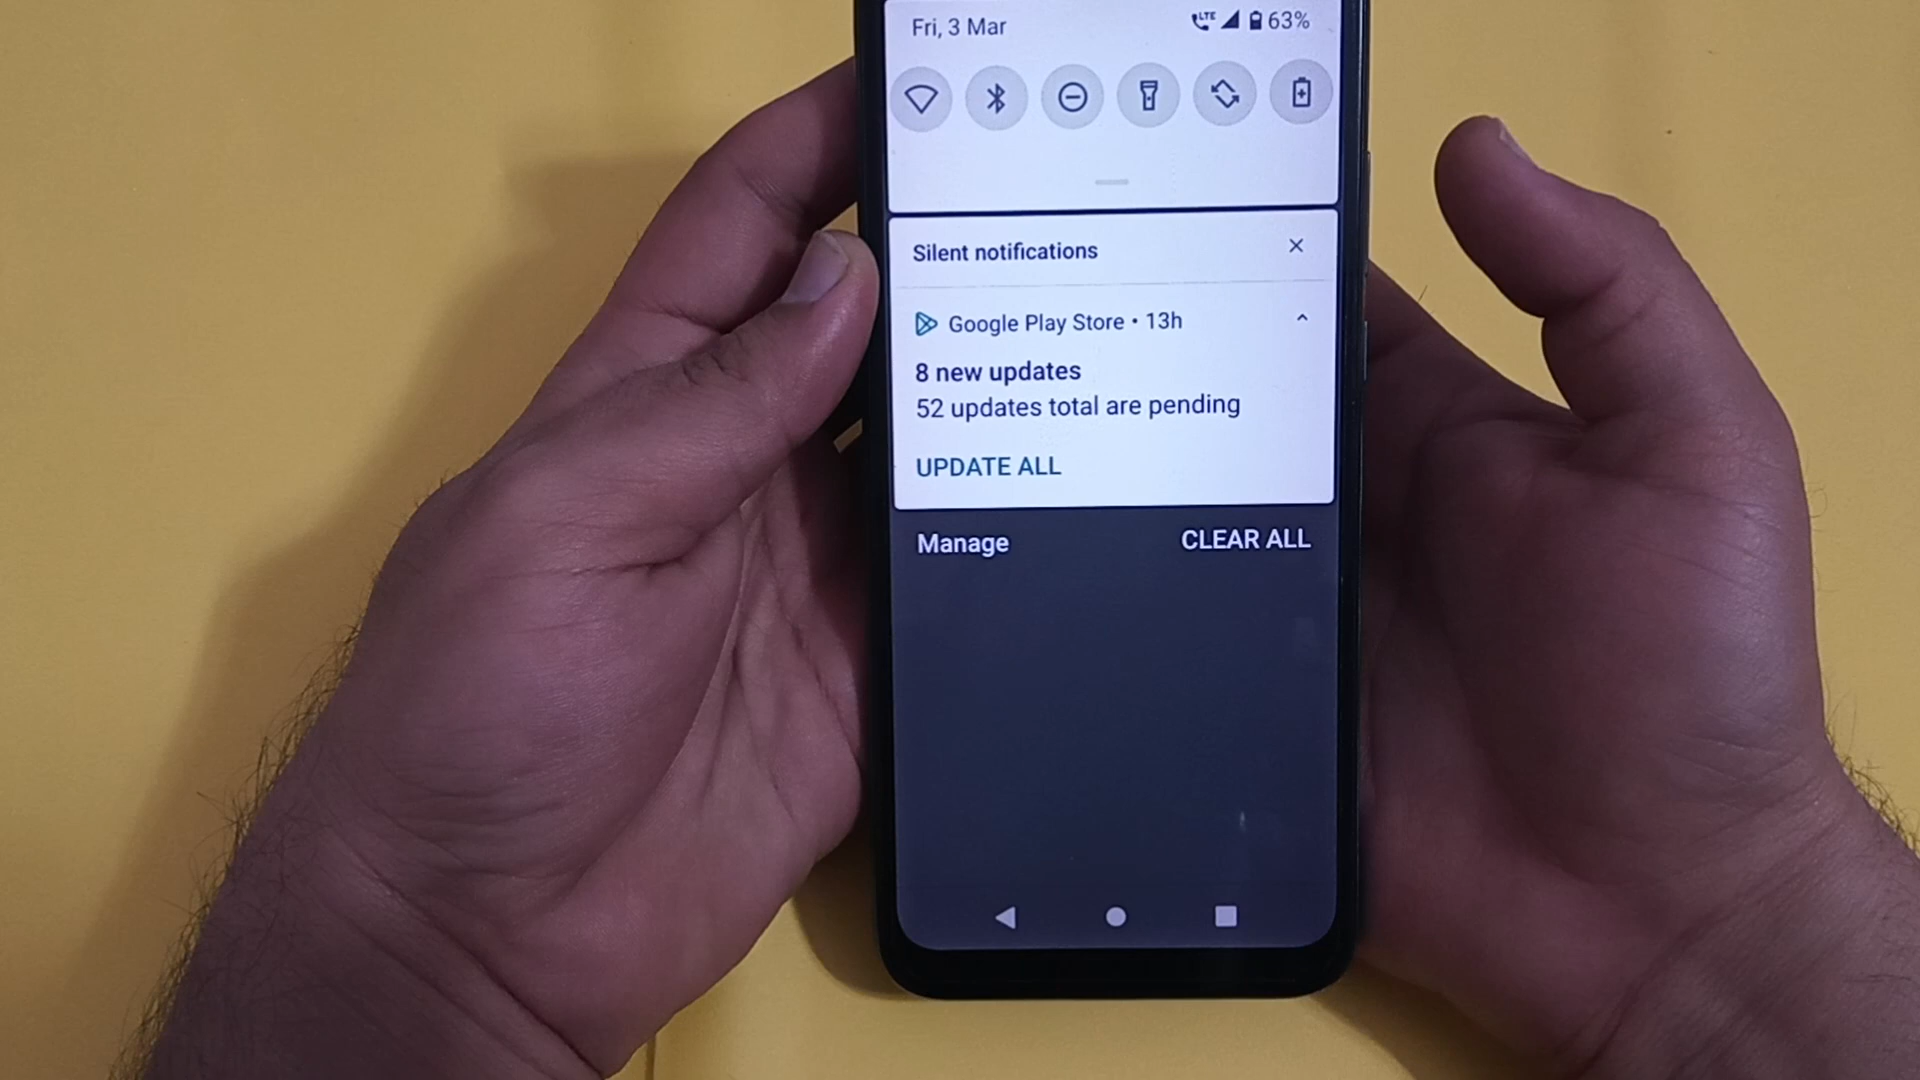 Fri, 3 Mar
LTE 63%
Silent notifications
Google Play Store • 13h
8 new updates
52 updates total are pending
UPDATE ALL
Manage CLEAR ALL